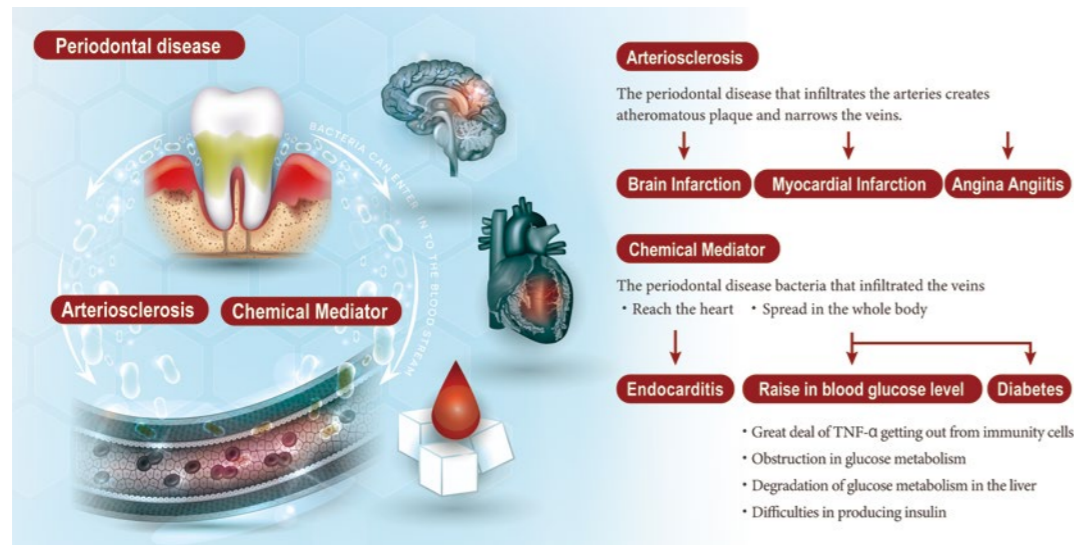 Periodontal disease
BACTERIA CAN ENTER IN TO THE BLOOD STREAM
Arteriosclerosis
Chemical Mediator
Arteriosclerosis
The periodontal disease that infiltrates the arteries creates
atheromatous plaque and narrows the veins.
Brain Infarction
Myocardial Infarction
Angina Angiitis
Chemical Mediator
The periodontal disease bacteria that infiltrated the veins
• Reach the heart • Spread in the whole body
Endocarditis
Raise in blood glucose level
Diabetes
• Great deal of TNF-α getting out from immunity cells
• Obstruction in glucose metabolism
• Degradation of glucose metabolism in the liver
• Difficulties in producing insulin